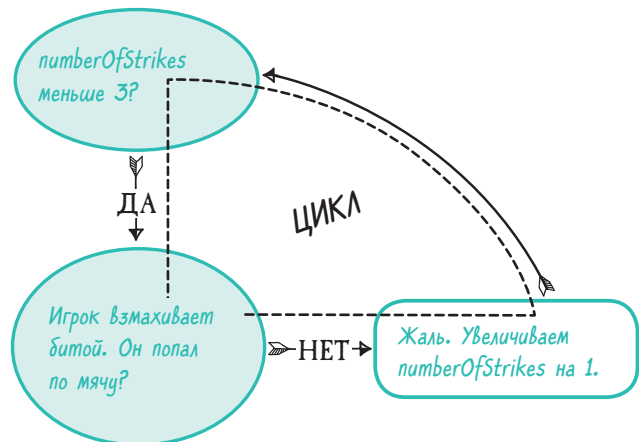 numberOfStrikes
меньше 3?
ДА
ЦИКЛ
Игрок взмахивает
битой. Он попал
по мячу?
НЕТ
Жаль. Увеличиваем
numberOfStrikes на 1.